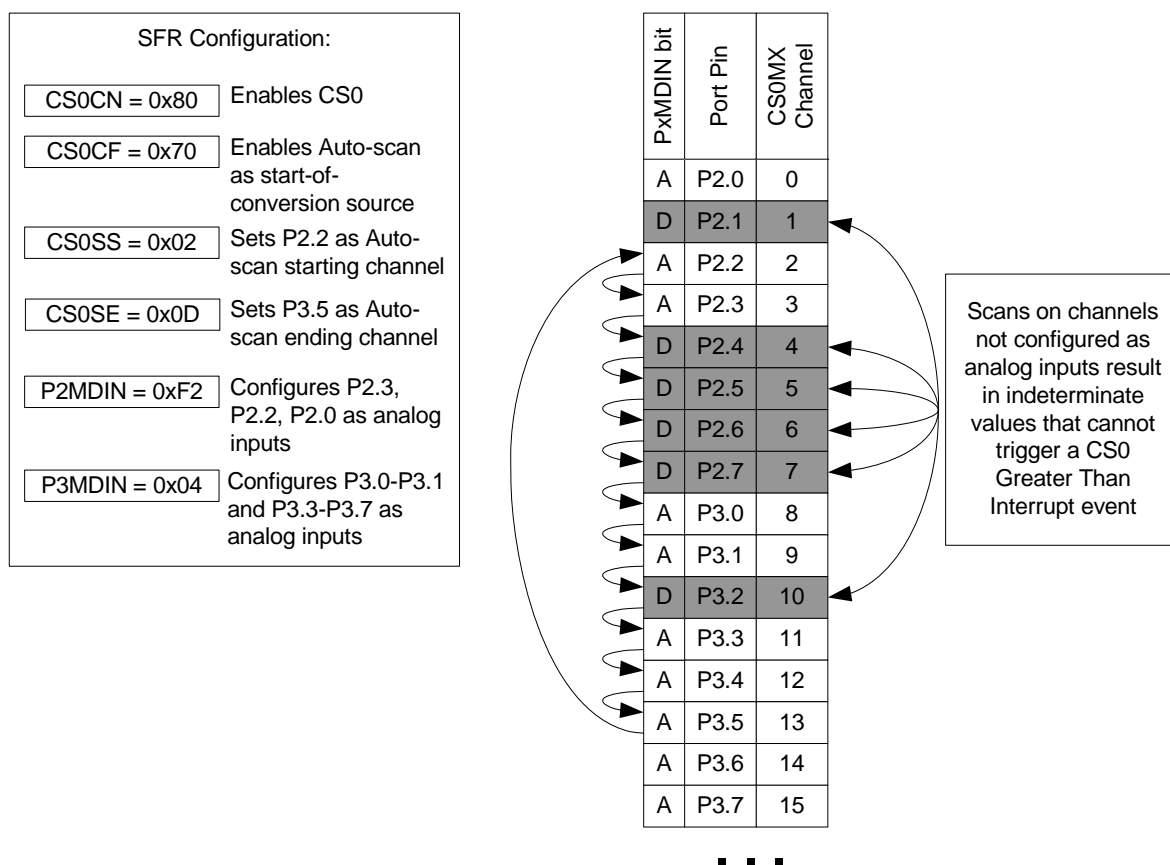 SFR Configuration:
CS0CN = 0x80
Enables CS0
CS0CF = 0x70
Enables Auto-scan
as start-of-
conversion source
CS0SS = 0x02
Sets P2.2 as Auto-
scan starting channel
CS0SE = 0x0D
Sets P3.5 as Auto-
scan ending channel
P2MDIN = 0xF2
Configures P2.3,
P2.2, P2.0 as analog
inputs
P3MDIN = 0x04
Configures P3.0-P3.1
and P3.3-P3.7 as
analog inputs
PxMDIN bit
Port Pin
CS0MX
Channel
A P2.0 0
D P2.1 1
A P2.2 2
A P2.3 3
D P2.4 4
D P2.5 5
D P2.6 6
D P2.7 7
A P3.0 8
A P3.1 9
D P3.2 10
A P3.3 11
A P3.4 12
A P3.5 13
A P3.6 14
A P3.7 15
Scans on channels
not configured as
analog inputs result
in indeterminate
values that cannot
trigger a CS0
Greater Than
Interrupt event